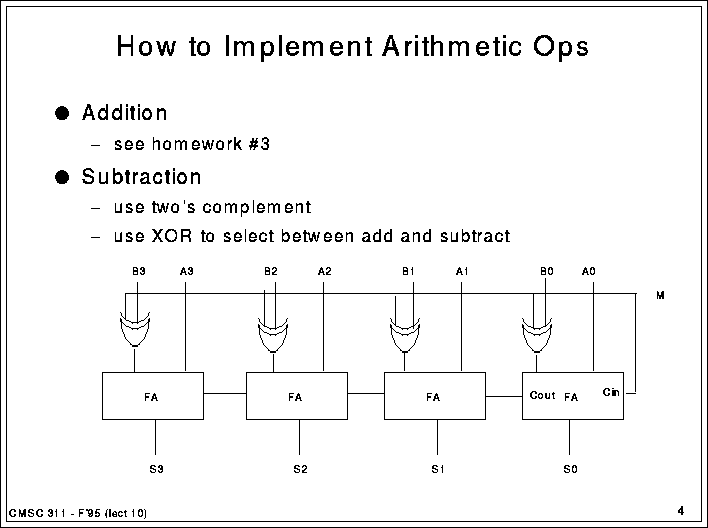 How to Implement Arithmetic Ops
● Addition
– see homework #3
● Subtraction
– use two's complement
– use XOR to select between add and subtract
B3 A3 B2 A2 B1 A1 B0 A0
M
FA FA FA Cout FA Cin
S3 S2 S1 S0
CMSC 311 - F'95 (lect 10) 4